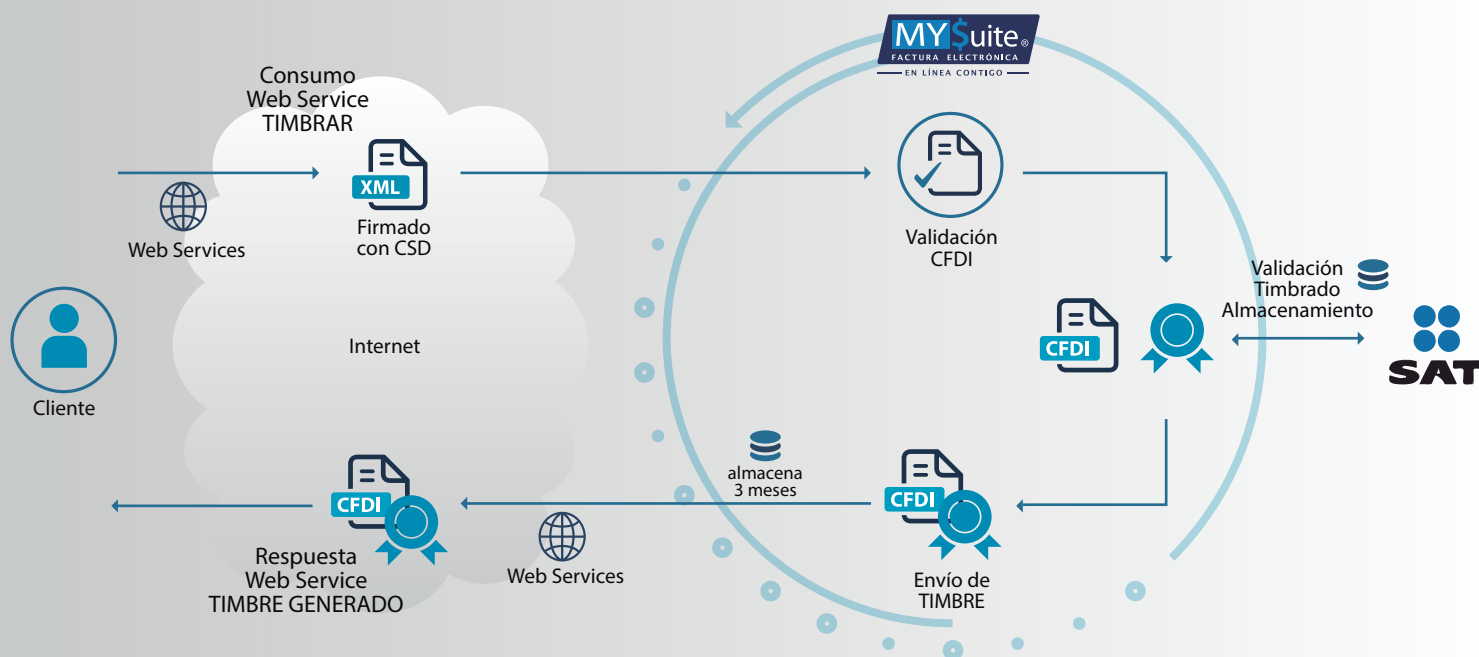 MYSuite®
FACTURA ELECTRÓNICA
EN LÍNEA CONTIGO
Consumo
Web Service
TIMBRAR
XML
Firmado
con CSD
Web Services
Validación
CFDI
Validación
Timbrado
Almacenamiento
CFDI
SAT
Internet
Cliente
almacena
3 meses
CFDI
CFDI
Web Services
Respuesta
Web Service
TIMBRE GENERADO
Envío de
TIMBRE